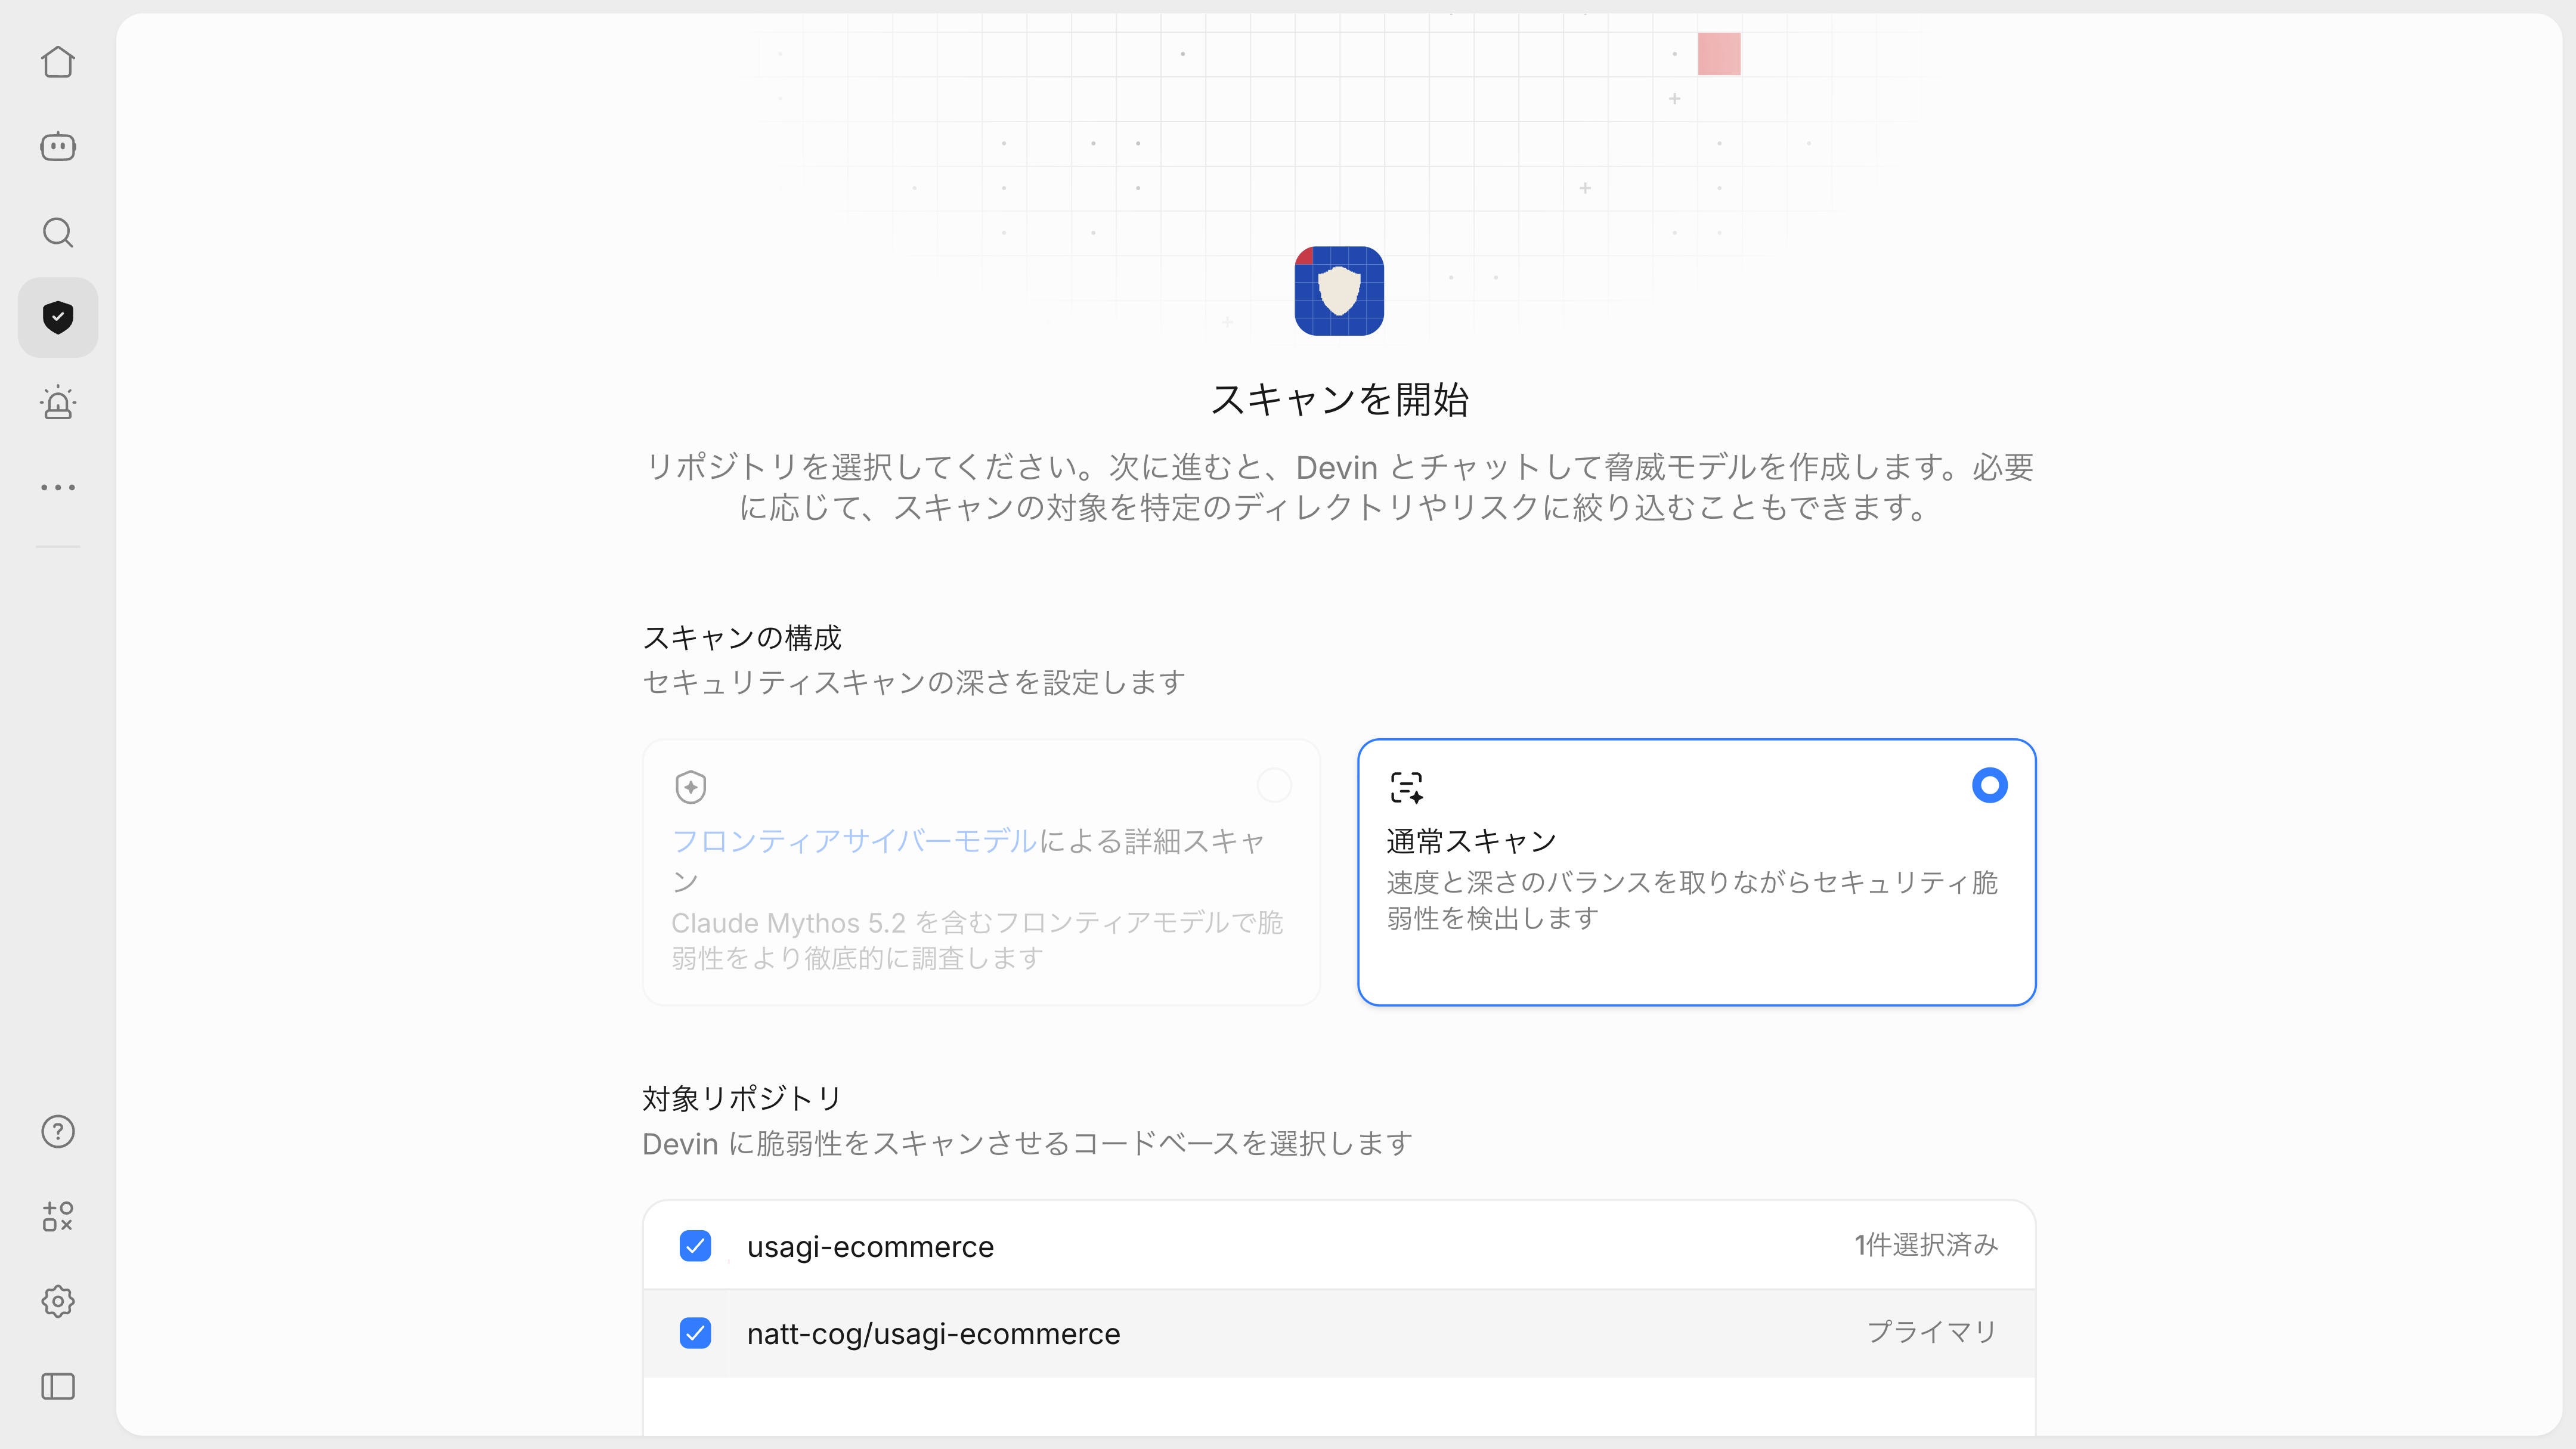 スキャンを開始
リポジトリを選択してください。次に進むと、Devin とチャットして脅威モデルを作成します。必要
に応じて、スキャンの対象を特定のディレクトリやリスクに絞り込むこともできます。
スキャンの構成
セキュリティスキャンの深さを設定します
フロンティアサイバーモデルによる詳細スキャ
ン
Claude Mythos 5.2 を含むフロンティアモデルで脆
弱性をより徹底的に調査します
通常スキャン
速度と深さのバランスを取りながらセキュリティ脆
弱性を検出します
対象リポジトリ
Devin に脆弱性をスキャンさせるコードベースを選択します
usagi-ecommerce 1件選択済み
natt-cog/usagi-ecommerce プライマリ